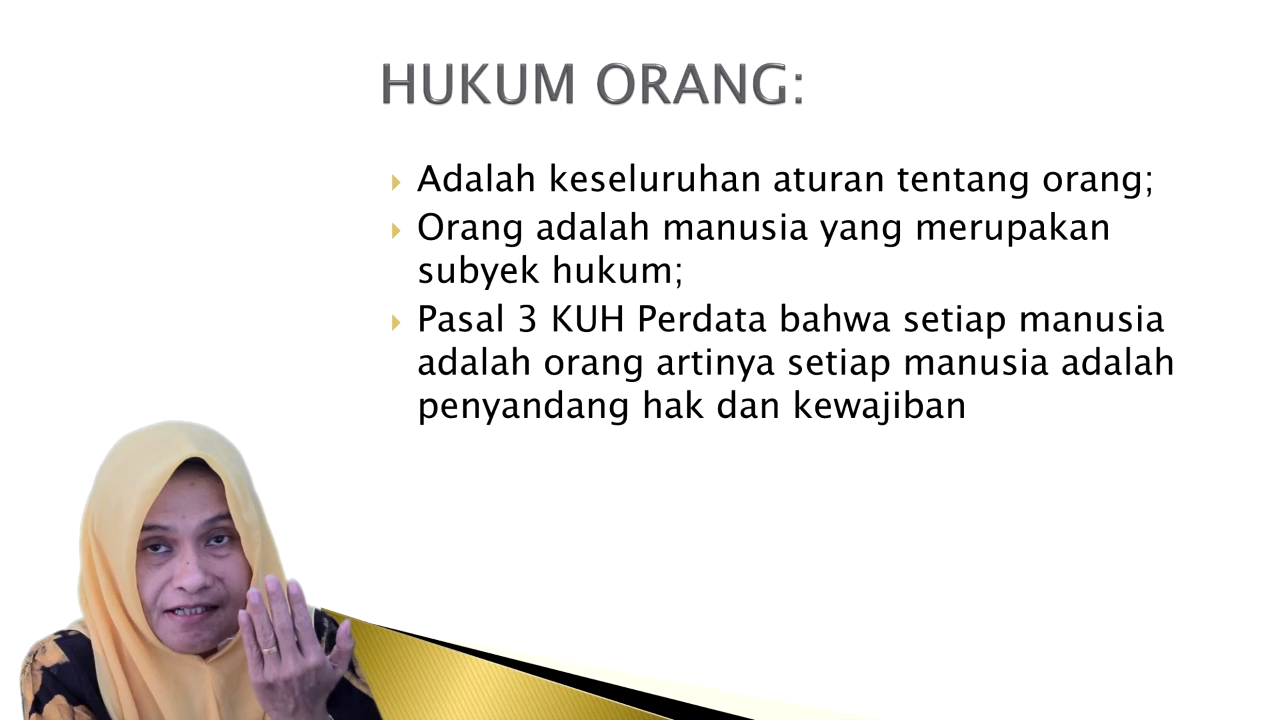 HUKUM ORANG:
Adalah keseluruhan aturan tentang orang;
Orang adalah manusia yang merupakan
subyek hukum;
Pasal 3 KUH Perdata bahwa setiap manusia
adalah orang artinya setiap manusia adalah
penyandang hak dan kewajiban